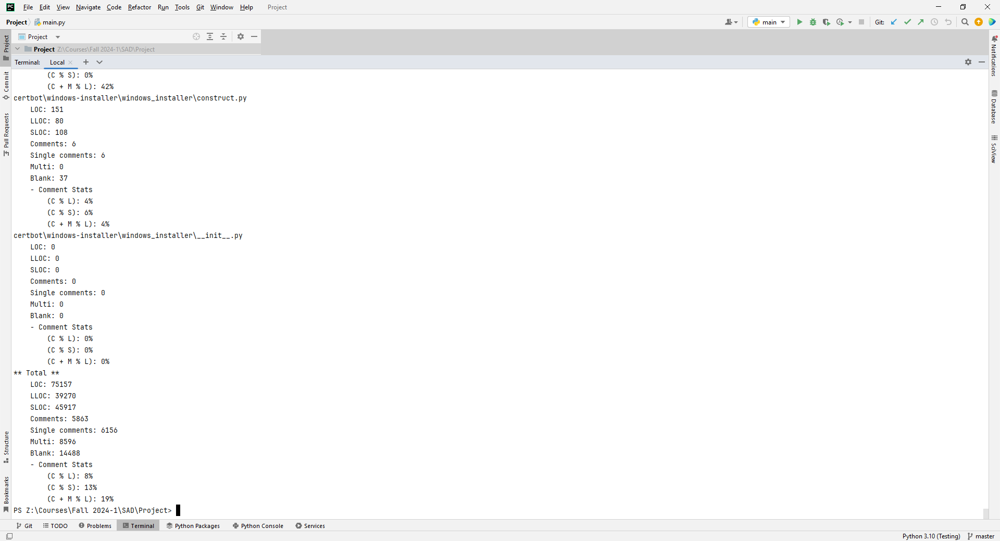 PC File Edit View Navigate Code Refactor Run Tools Git Window Help Project
Project main.py
main Git:
Project
Project Z:\Courses\Fall 2024-1\SAD\Project
Terminal: Local
(C % S): 0%
(C + M % L): 42%
certbot\windows-installer\windows_installer\construct.py
LOC: 151
LLOC: 80
SLOC: 108
Comments: 6
Single comments: 6
Multi: 0
Blank: 37
- Comment Stats
(C % L): 4%
(C % S): 6%
(C + M % L): 4%
certbot\windows-installer\windows_installer\__init__.py
LOC: 0
LLOC: 0
SLOC: 0
Comments: 0
Single comments: 0
Multi: 0
Blank: 0
- Comment Stats
(C % L): 0%
(C % S): 0%
(C + M % L): 0%
** Total **
LOC: 75157
LLOC: 39270
SLOC: 45917
Comments: 5863
Single comments: 6156
Multi: 8596
Blank: 14488
- Comment Stats
(C % L): 8%
(C % S): 13%
(C + M % L): 19%
PS Z:\Courses\Fall 2024-1\SAD\Project>
Project
Commit
Pull Requests
Structure
Bookmarks
Notifications
Database
SciView
Git TODO Problems Terminal Python Packages Python Console Services
Python 3.10 (Testing) master